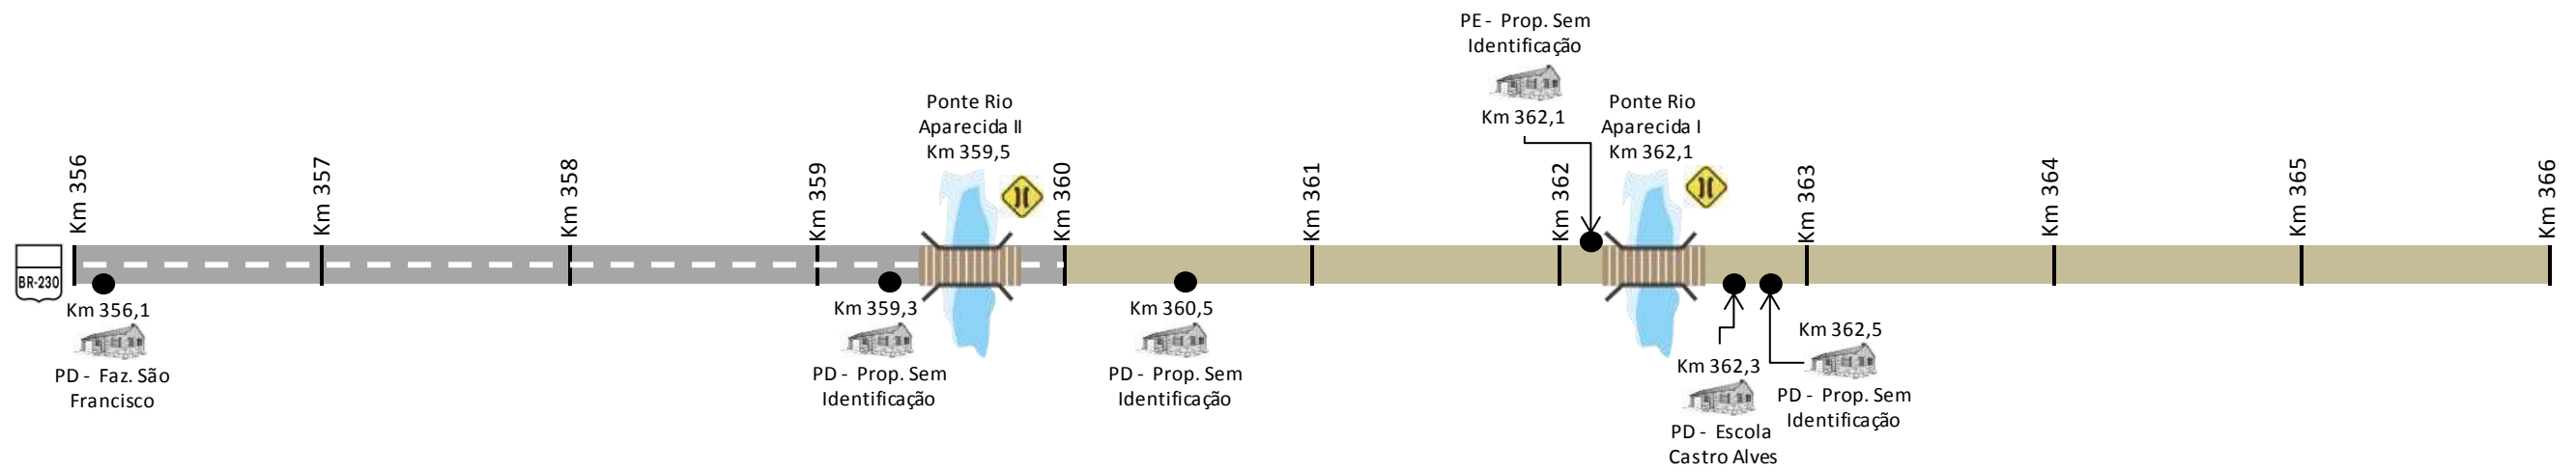 PE - Prop. Sem
Identificação
Km 362,1
Ponte Rio
Aparecida II
Km 359,5
Ponte Rio
Aparecida I
Km 362,1
Km 356
Km 357
Km 358
Km 359
Km 360
Km 361
Km 362
Km 363
Km 364
Km 365
Km 366
BR-230
Km 356,1
PD - Faz. São
Francisco
Km 359,3
PD - Prop. Sem
Identificação
Km 360,5
PD - Prop. Sem
Identificação
Km 362,3
PD - Escola
Castro Alves
Km 362,5
PD - Prop. Sem
Identificação